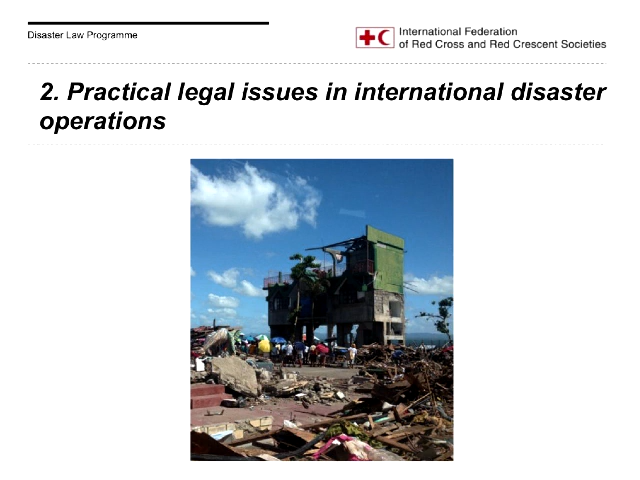 Disaster Law Programme
International Federation
of Red Cross and Red Crescent Societies
2. Practical legal issues in international disaster
operations